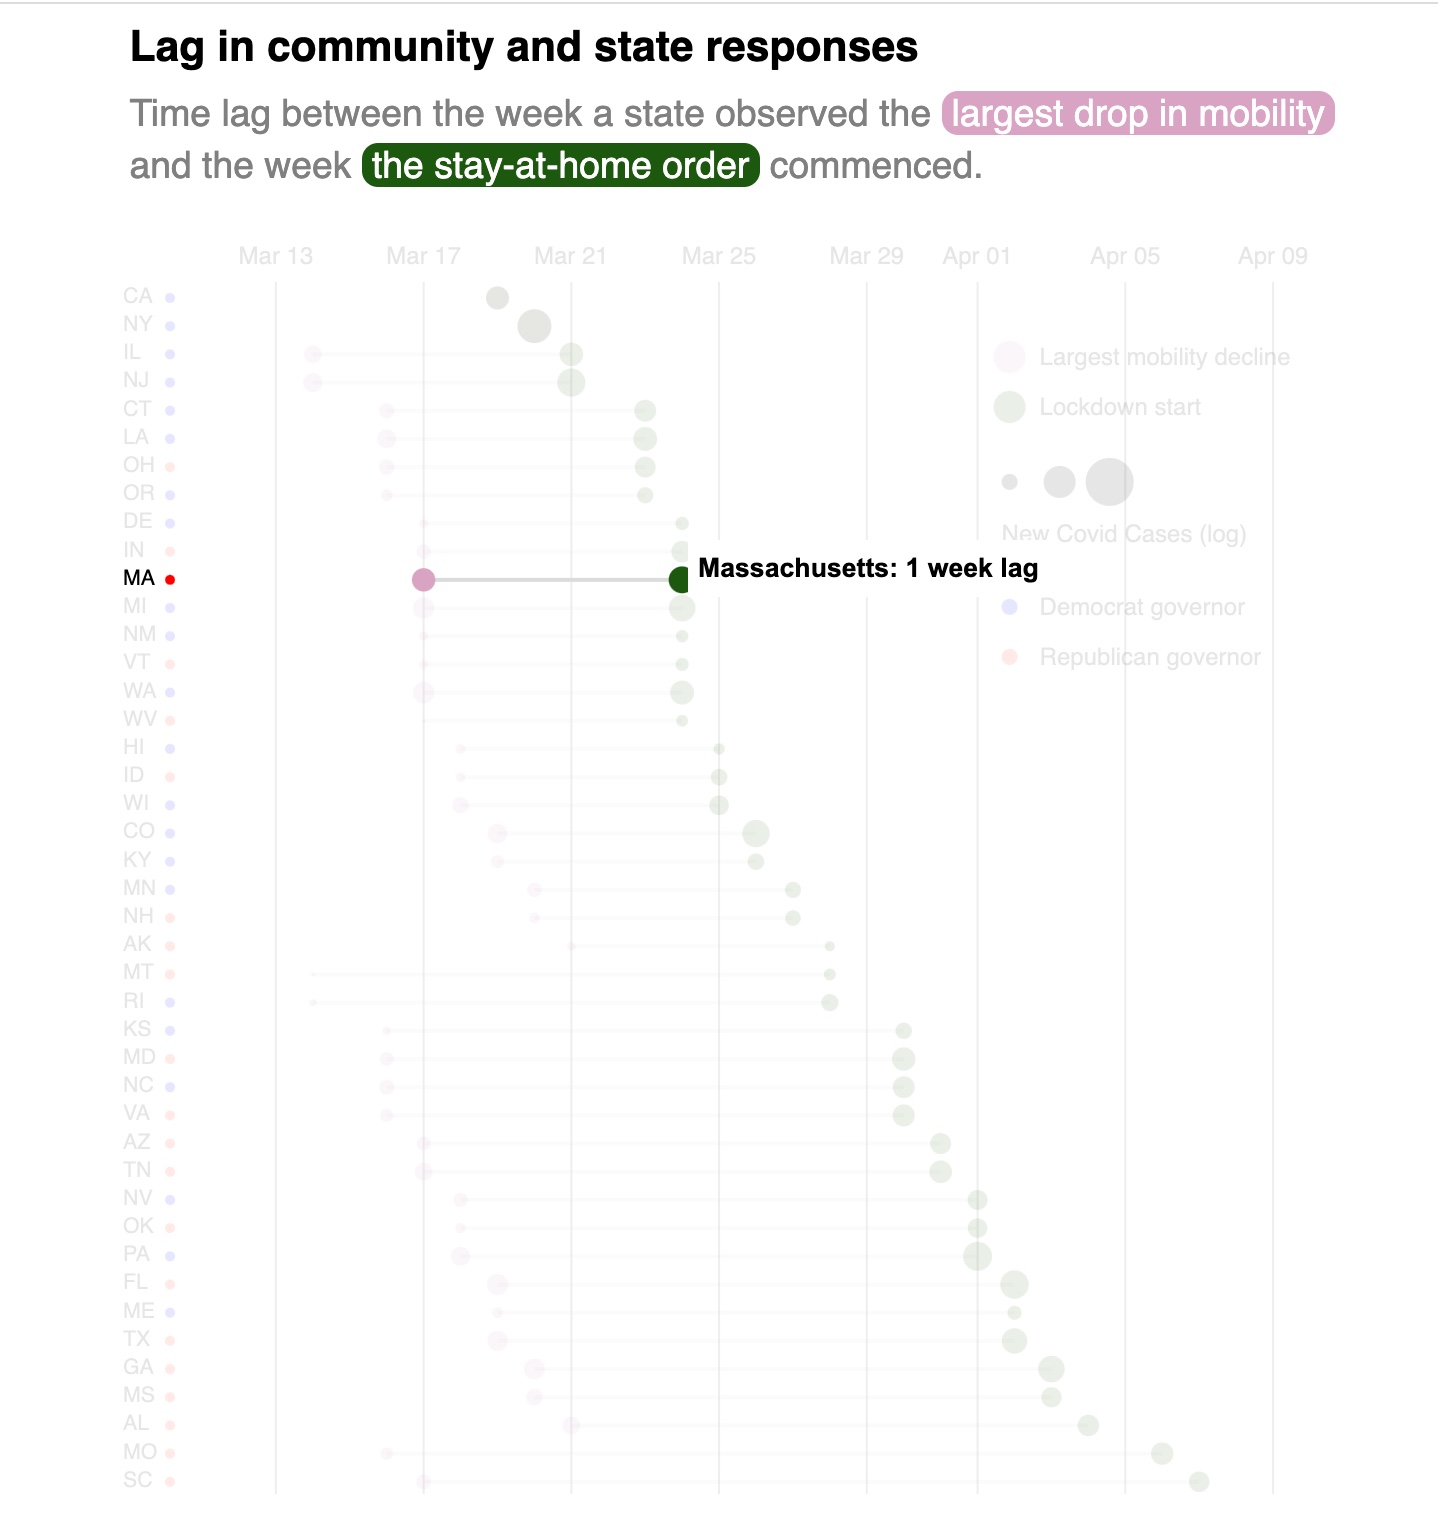 Lag in community and state responses
Time lag between the week a state observed the largest drop in mobility
and the week the stay-at-home order commenced.
Mar 13 Mar 17 Mar 21 Mar 25 Mar 29 Apr 01 Apr 05 Apr 09
CA
NY
IL
Largest mobility decline
NJ
CT
Lockdown start
LA
OH
OR
DE
New Covid Cases (log)
IN
MA
Massachusetts: 1 week lag
MI
Democrat governor
NM
VT
Republican governor
WA
WV
HI
ID
WI
CO
KY
MN
NH
AK
MT
RI
KS
MD
NC
VA
AZ
TN
NV
OK
PA
FL
ME
TX
GA
MS
AL
MO
SC